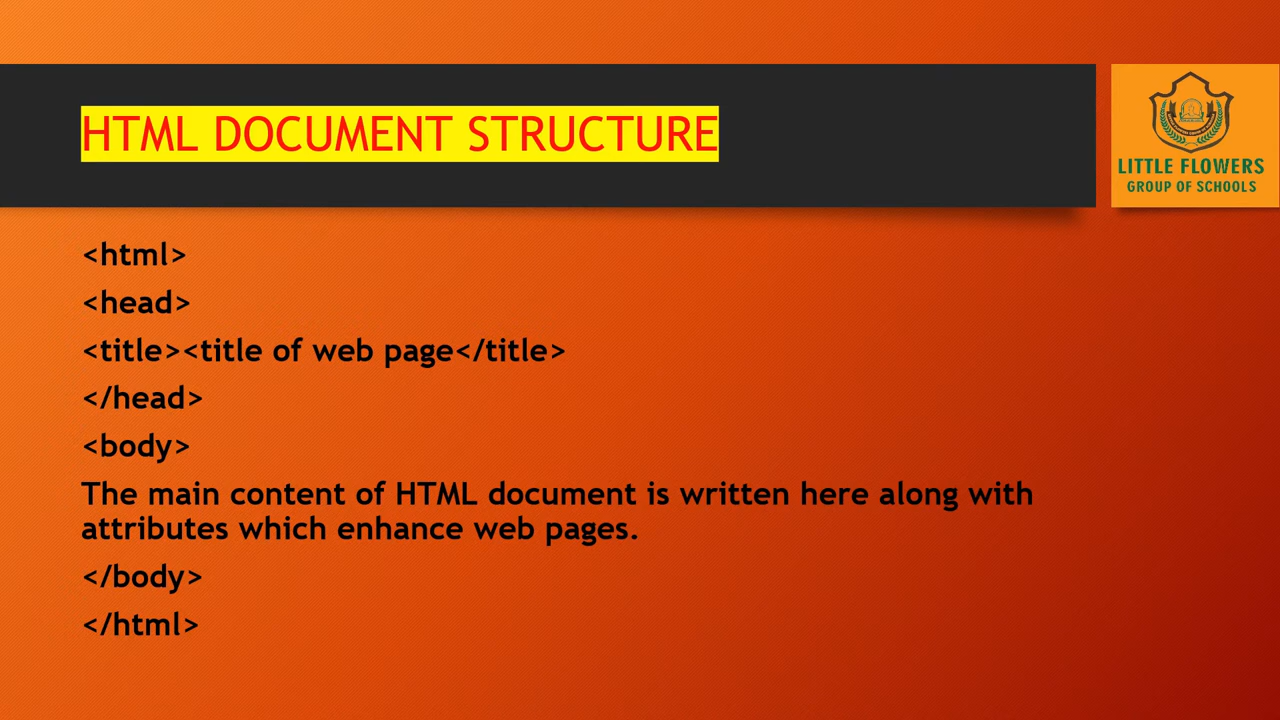 HTML DOCUMENT STRUCTURE
LITTLE FLOWERS
GROUP OF SCHOOLS
<html>
<head>
<title><title of web page</title>
</head>
<body>
The main content of HTML document is written here along with
attributes which enhance web pages.
</body>
</html>